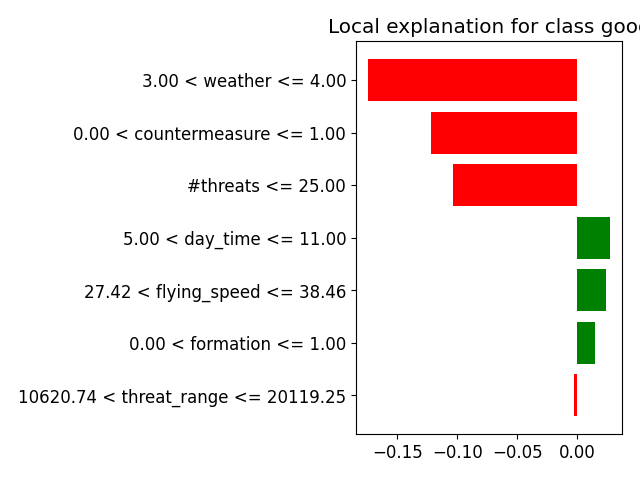 Local explanation for class good
3.00 < weather <= 4.00
0.00 < countermeasure <= 1.00
#threats <= 25.00
5.00 < day_time <= 11.00
27.42 < flying_speed <= 38.46
0.00 < formation <= 1.00
10620.74 < threat_range <= 20119.25
−0.15 −0.10 −0.05 0.00